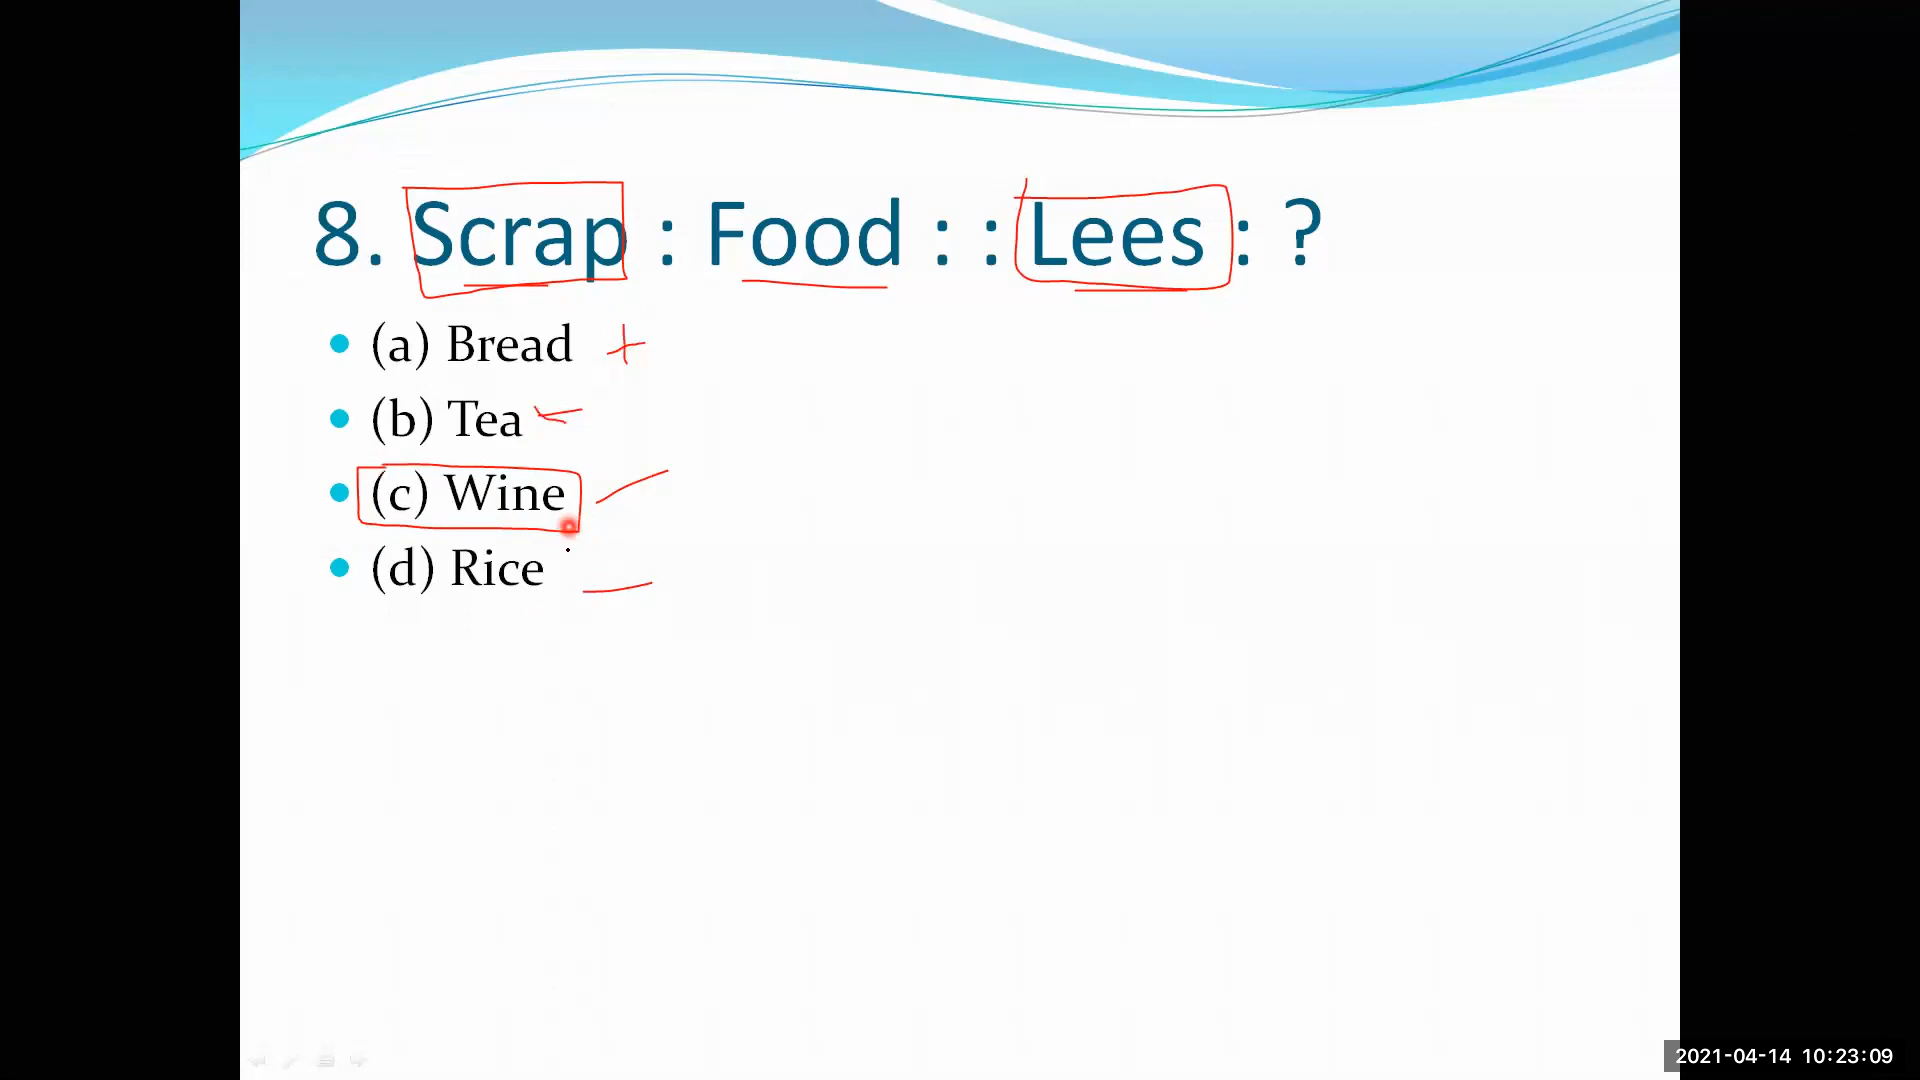 8. Scrap : Food : : Lees : ?
(a) Bread
(b) Tea
(c) Wine
(d) Rice
2021-04-14 10:23:09